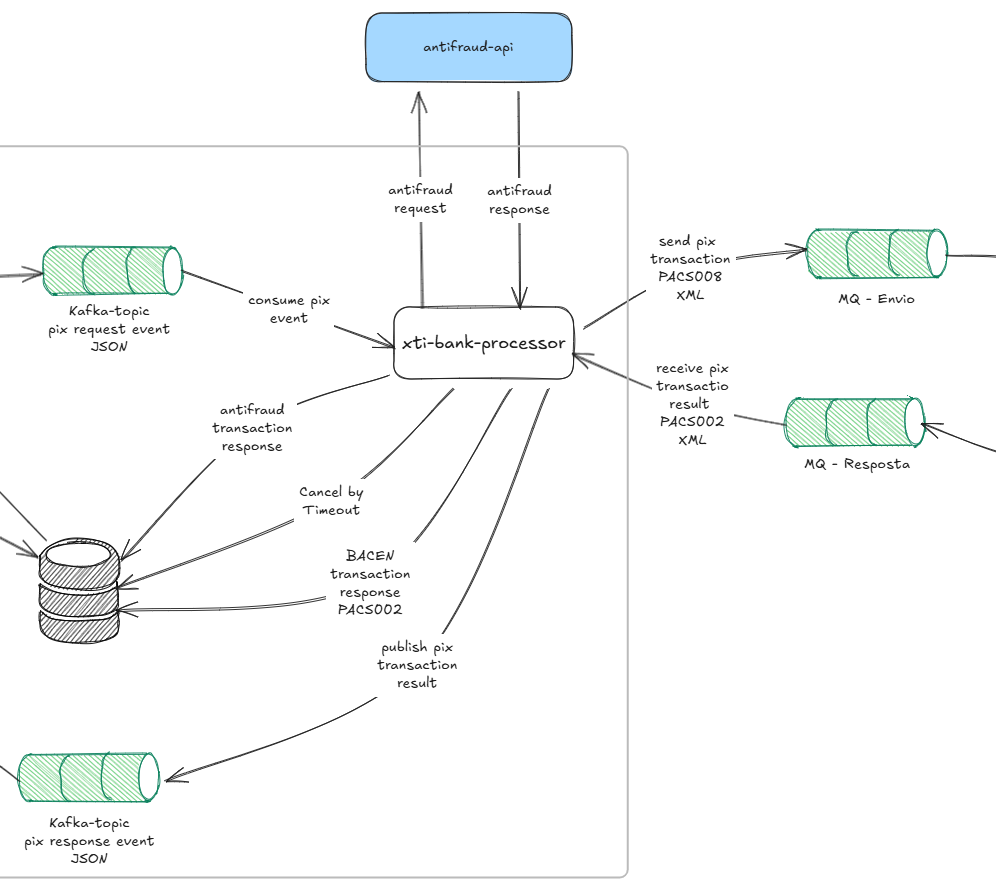 antifraud-api
antifraud
request
antifraud
response
send pix
transaction
PACS008
XML
MQ - Envio
Kafka-topic
pix request event
JSON
consume pix
event
xti-bank-processor
receive pix
transactio
result
PACS002
XML
MQ - Resposta
antifraud
transaction
response
Cancel by
Timeout
BACEN
transaction
response
PACS002
publish pix
transaction
result
Kafka-topic
pix response event
JSON